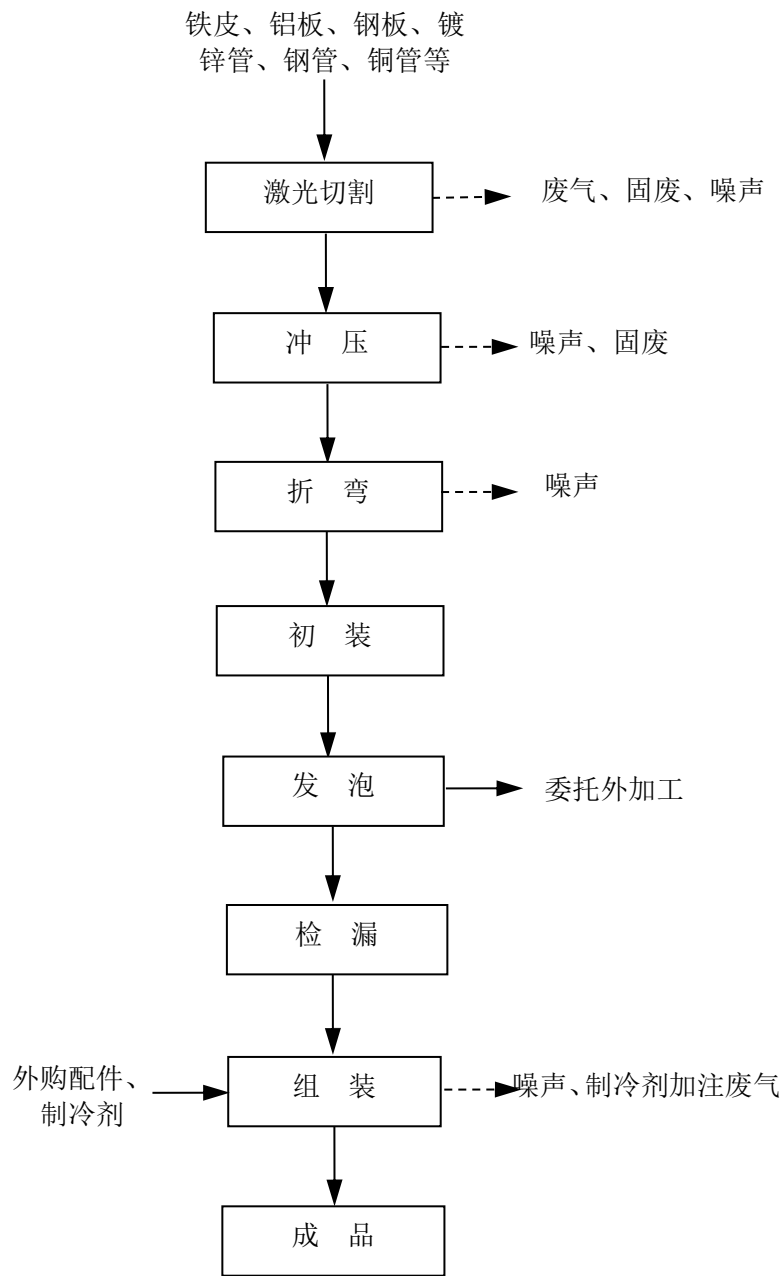 铁皮、铝板、钢板、镀
锌管、钢管、铜管等
激光切割
废气、固废、噪声
冲 压
噪声、固废
折 弯
噪声
初 装
发 泡
委托外加工
检 漏
外购配件、
制冷剂
组 装
噪声、制冷剂加注废气
成 品